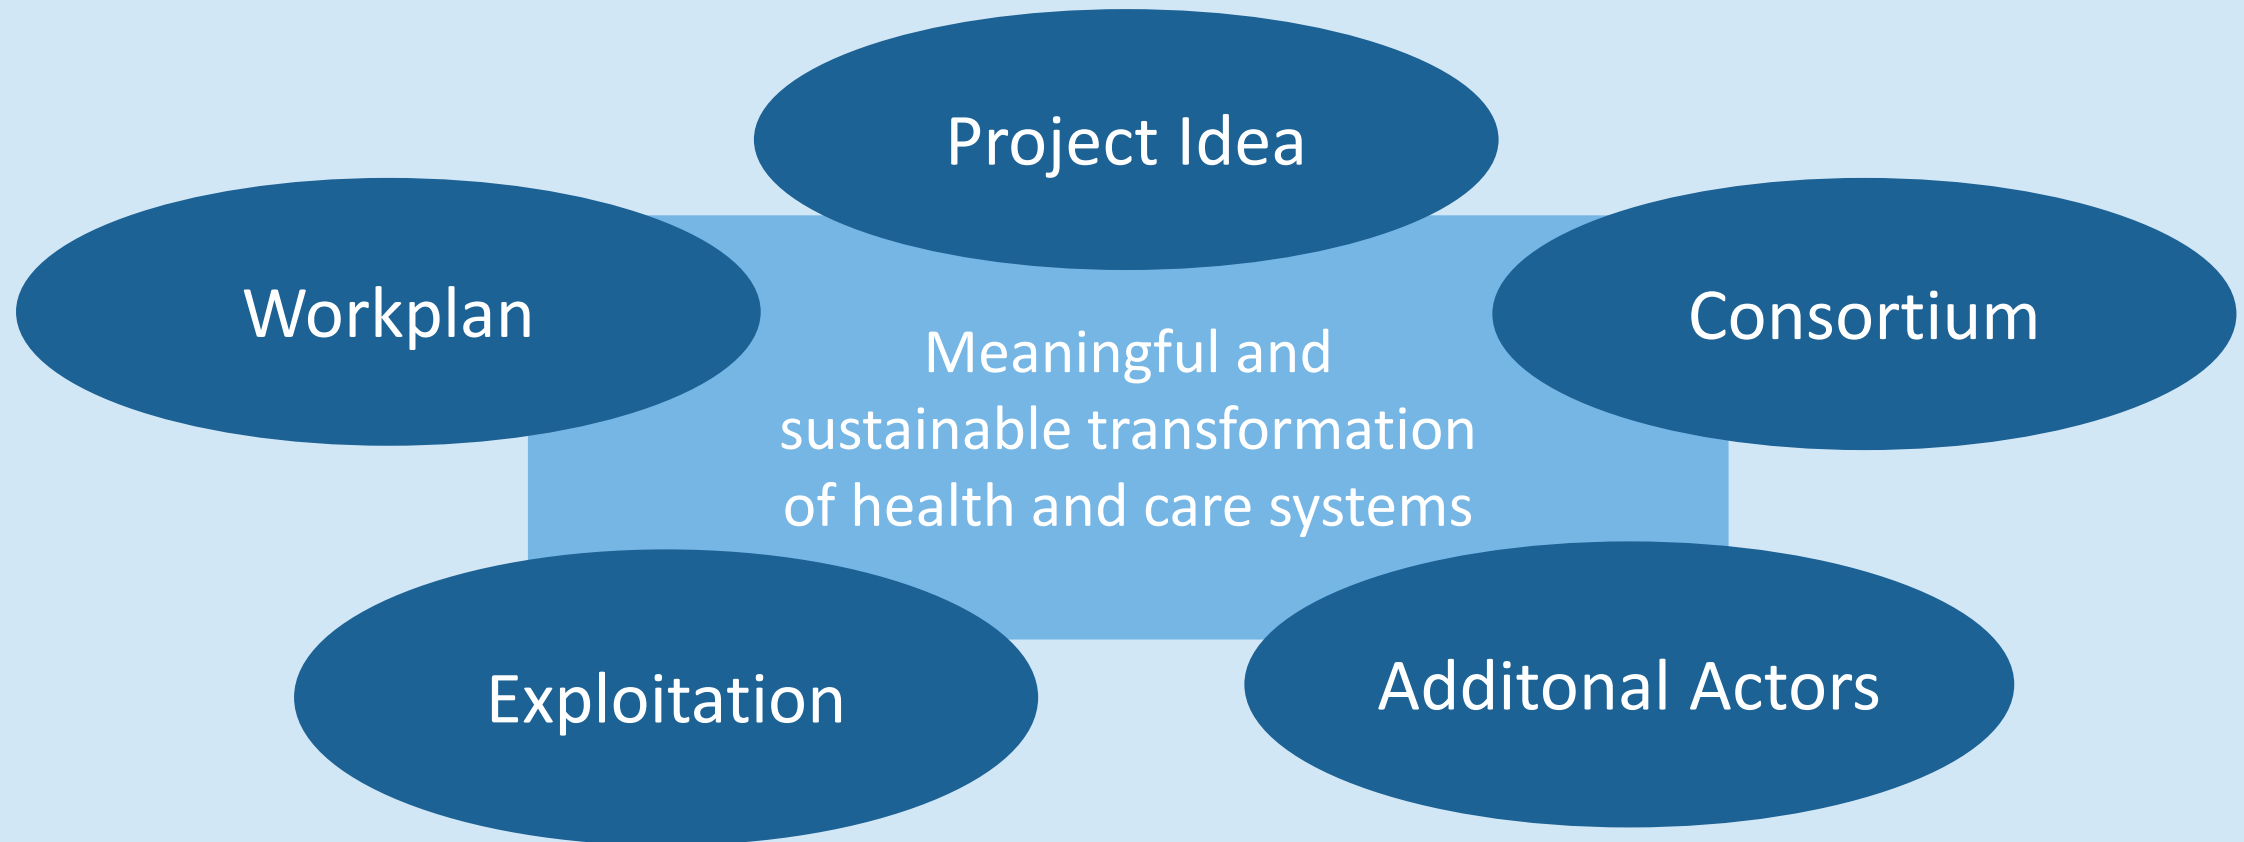 Project Idea
Workplan
Consortium
Meaningful and
sustainable transformation
of health and care systems
Exploitation
Additonal Actors